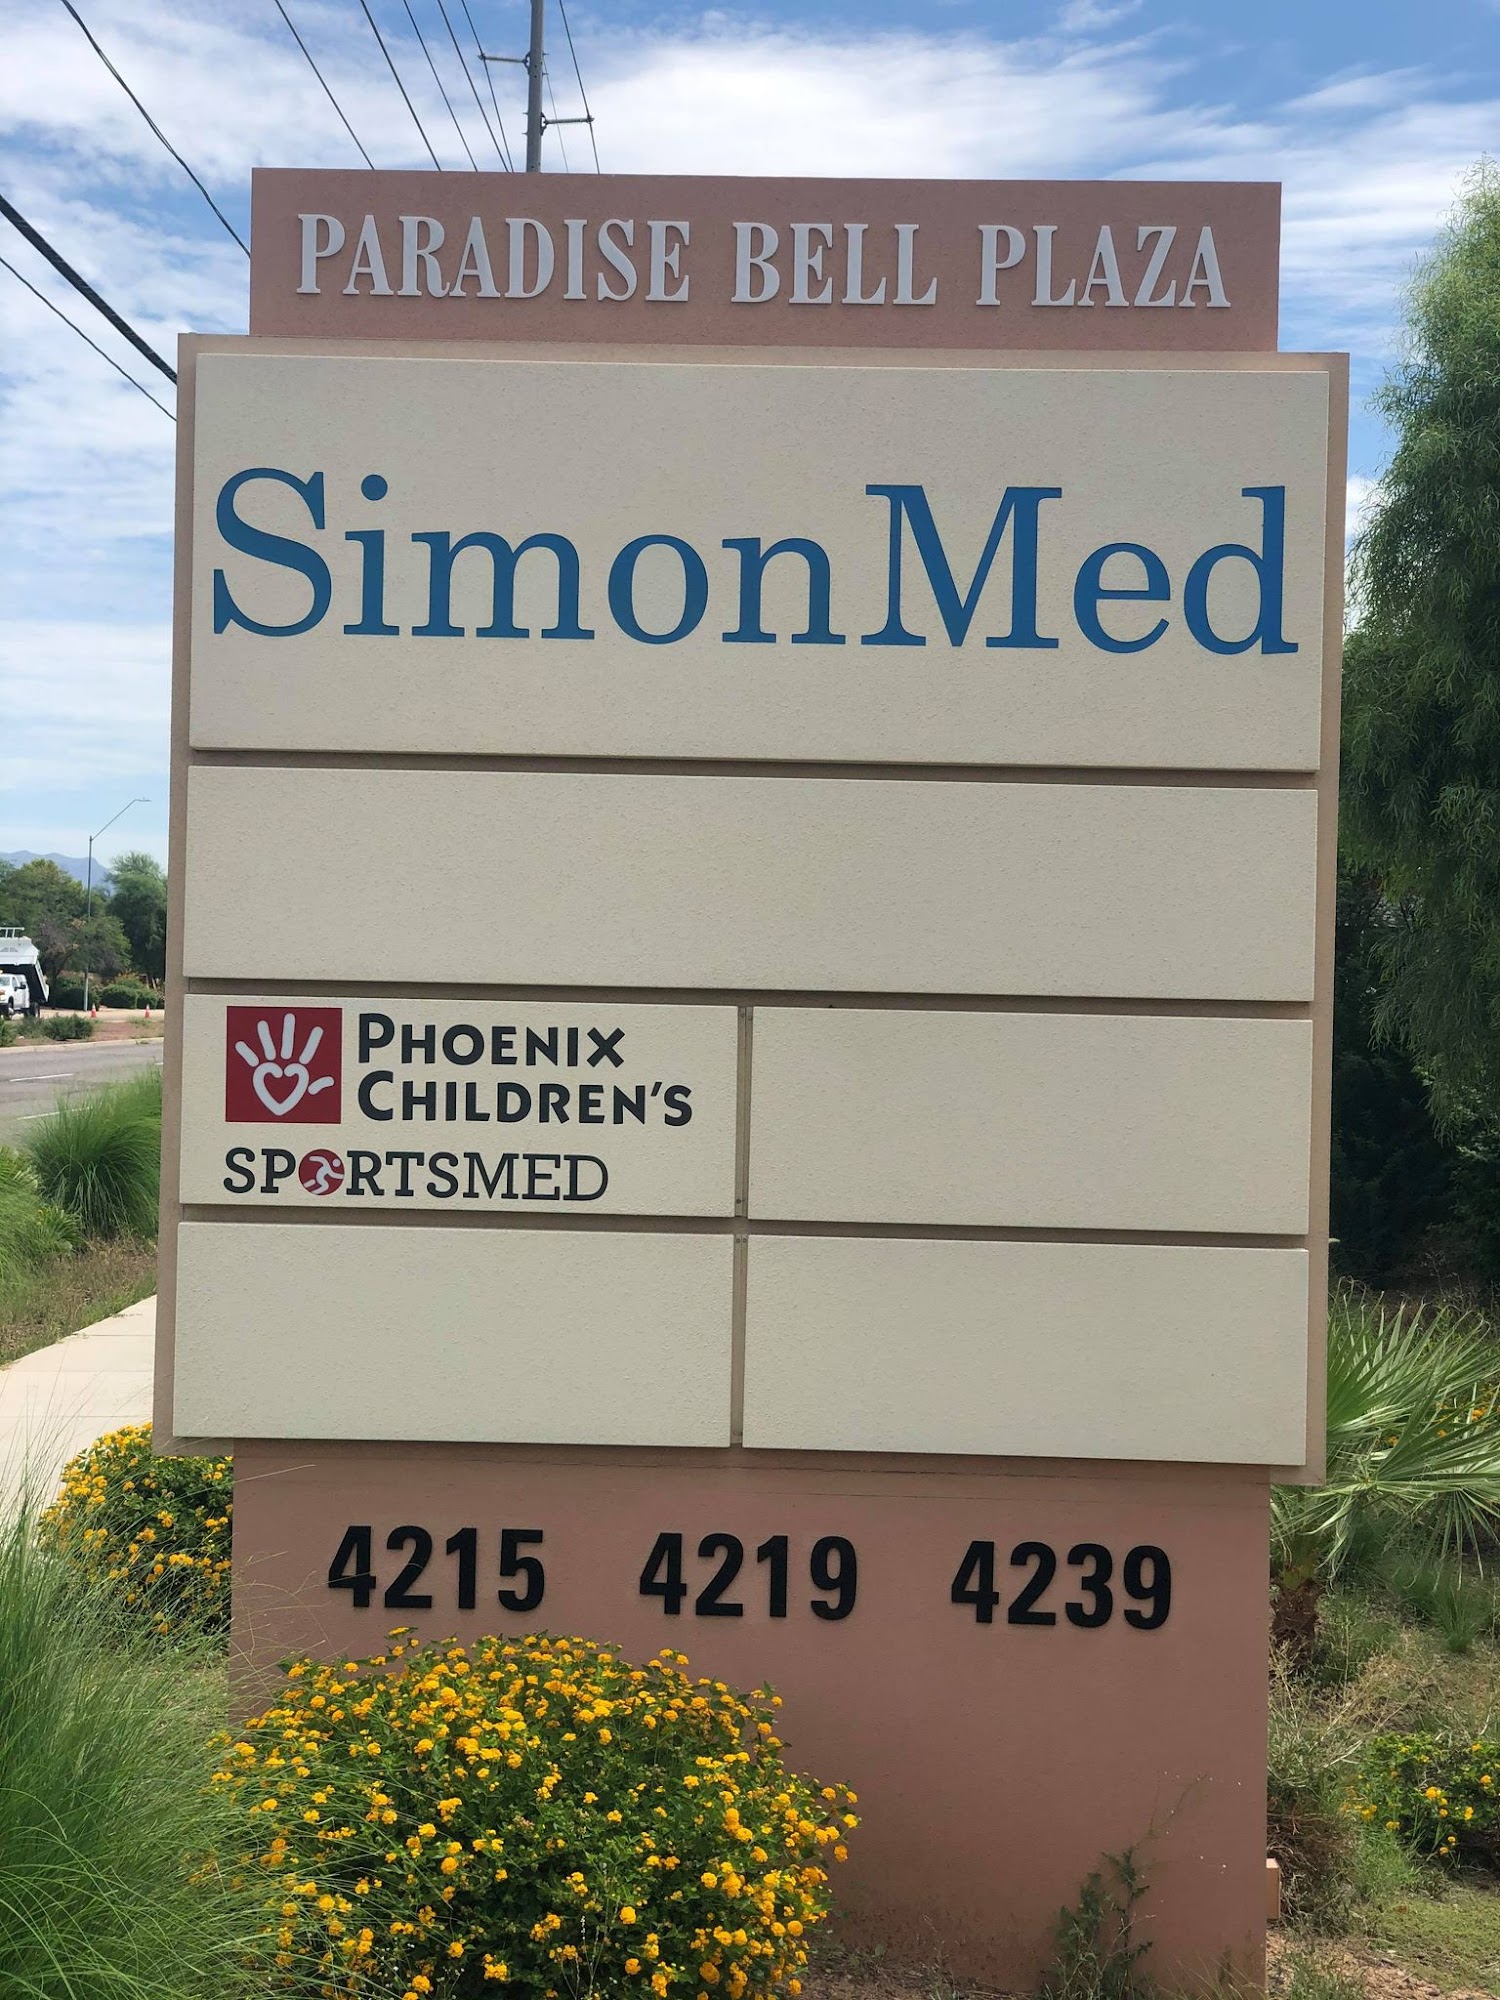 PARADISE BELL PLAZA
SimonMed
PHOENIX
CHILDREN'S
SPORTSMED
4215 4219 4239